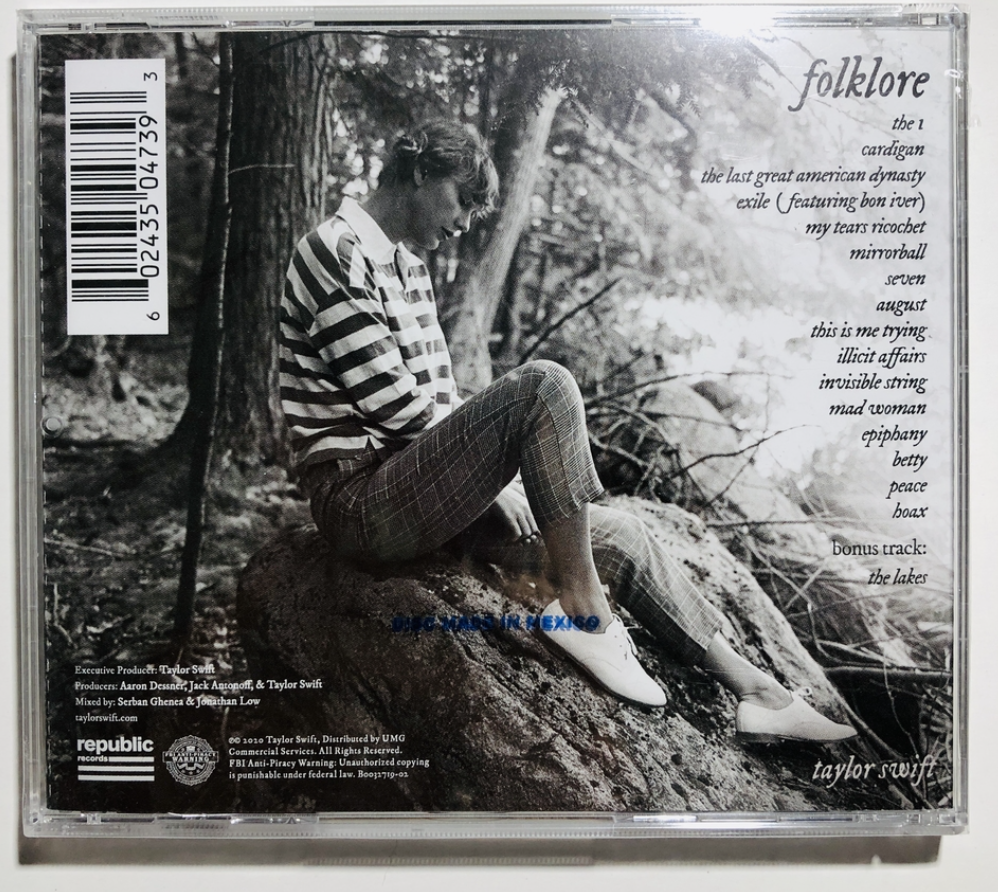 folklore
the 1
cardigan
the last great american dynasty
exile (featuring bon iver)
my tears ricochet
mirrorball
seven
august
this is me trying
illicit affairs
invisible string
mad woman
epiphany
betty
peace
hoax
bonus track:
the lakes
6 02435 04739 3
DISC MADE IN MEXICO
Executive Producer: Taylor Swift
Producers: Aaron Dessner, Jack Antonoff, & Taylor Swift
Mixed by: Serban Ghenea & Jonathan Low
taylorswift.com
republic
records
FBI ANTI-PIRACY
WARNING
℗© 2020 Taylor Swift, Distributed by UMG
Commercial Services. All Rights Reserved.
FBI Anti-Piracy Warning: Unauthorized copying
is punishable under federal law. B0032719-02
taylor swift